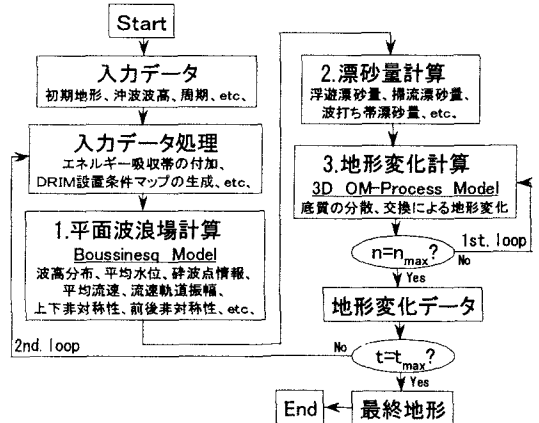 Start
入力データ
初期地形、沖波波高、周期、etc、
入力データ処理
エネルギー吸収帯の付加、
DRIM設置条件マップの生成、etc、
1.平面波浪場計算
Boussinesq Model
波高分布、平均水位、砕波点情報、
平均流速、流速軌道振幅、
上下非対称性、前後非対称性、etc、
2.漂砂量計算
浮遊漂砂量、掃流漂砂量、
波打ち帯漂砂量、etc、
3.地形変化計算
3D OM-Process Model
底質の分散、交換による地形変化
n=nmax?
1st. loop
No
Yes
地形変化データ
2nd. loop
No
t=tmax?
Yes
最終地形
End